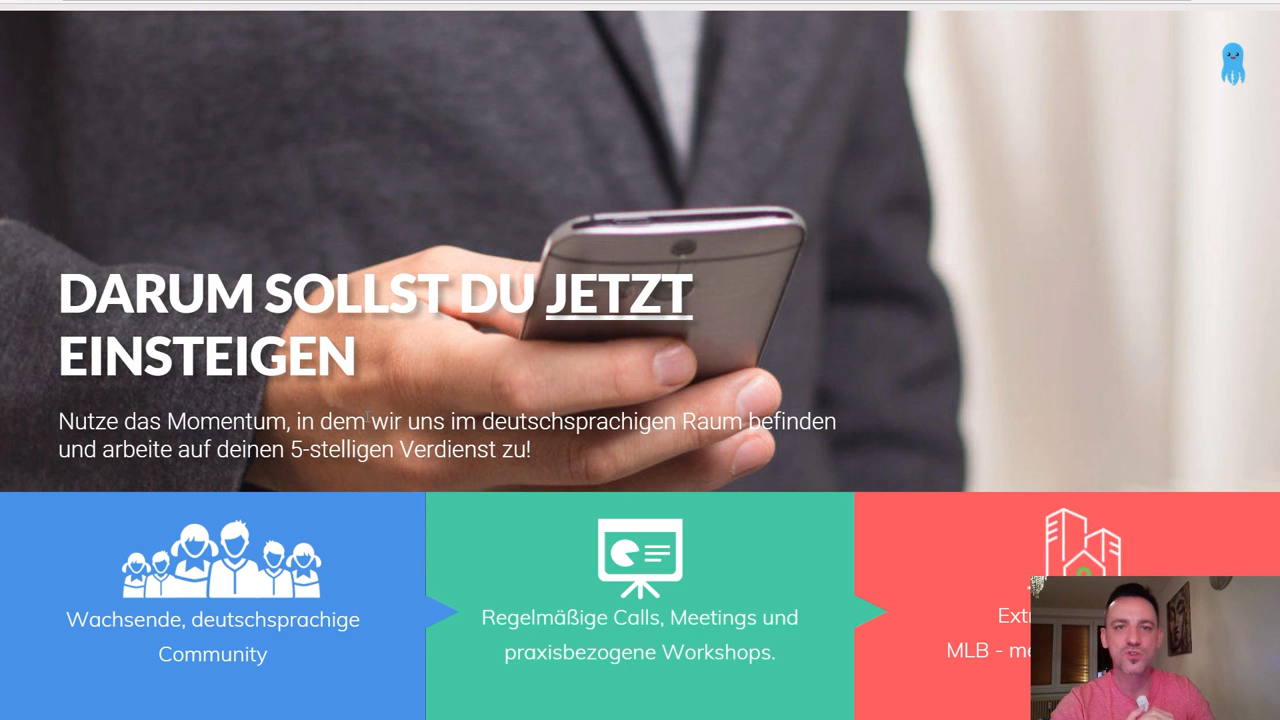 DARUM SOLLST DU JETZT
EINSTEIGEN
Nutze das Momentum, in dem wir uns im deutschsprachigen Raum befinden
und arbeite auf deinen 5-stelligen Verdienst zu!
Wachsende, deutschsprachige
Community
Regelmäßige Calls, Meetings und
praxisbezogene Workshops.
MLB -